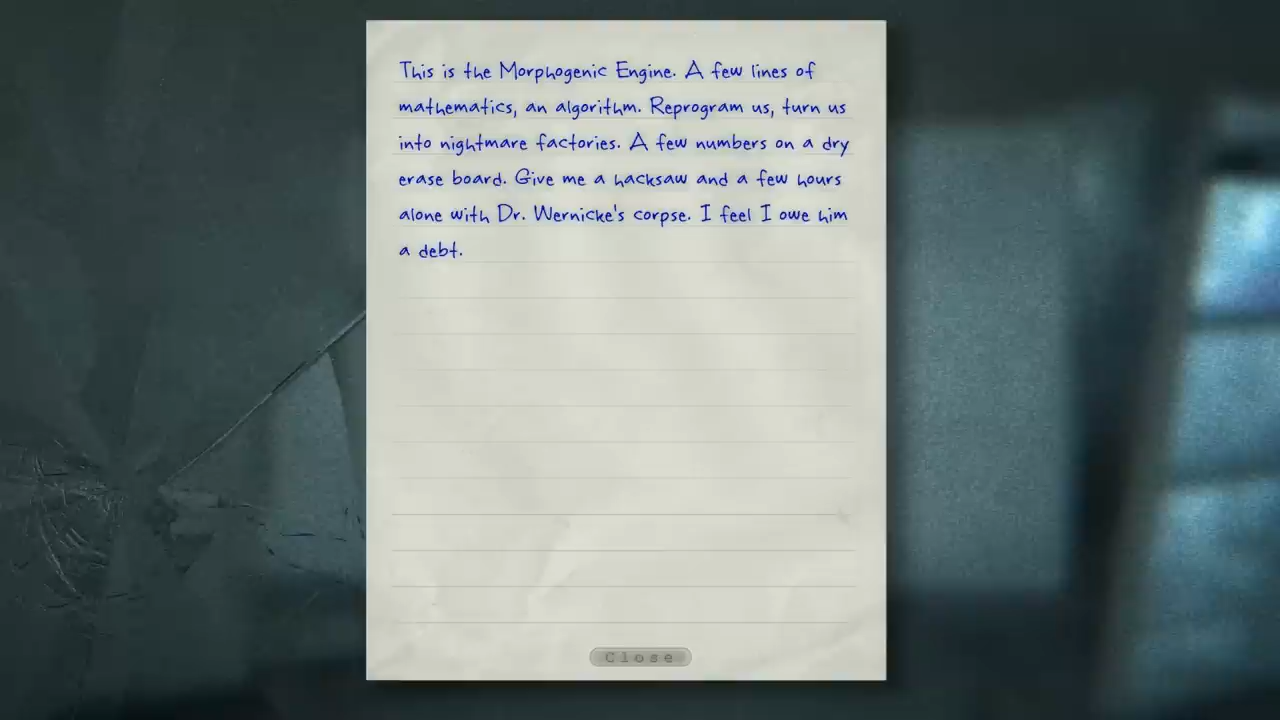 This is the Morphogenic Engine. A few lines of
mathematics, an algorithm. Reprogram us, turn us
into nightmare factories. A few numbers on a dry
erase board. Give me a hacksaw and a few hours
alone with Dr. Wernicke's corpse. I feel I owe him
a debt.
Close